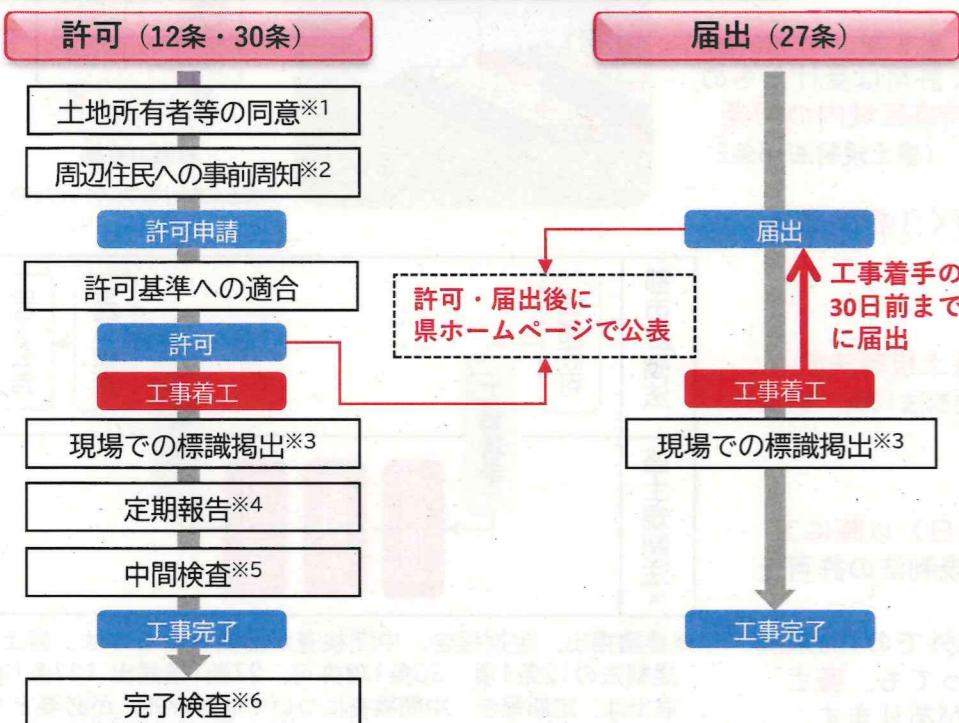 許可（12条・30条）
土地所有者等の同意※1
周辺住民への事前周知※2
許可申請
許可基準への適合
許可
工事着工
現場での標識掲出※3
定期報告※4
中間検査※5
工事完了
完了検査※6
許可・届出後に
県ホームページで公表
届出（27条）
届出
工事着手の
30日前まで
に届出
工事着工
現場での標識掲出※3
工事完了